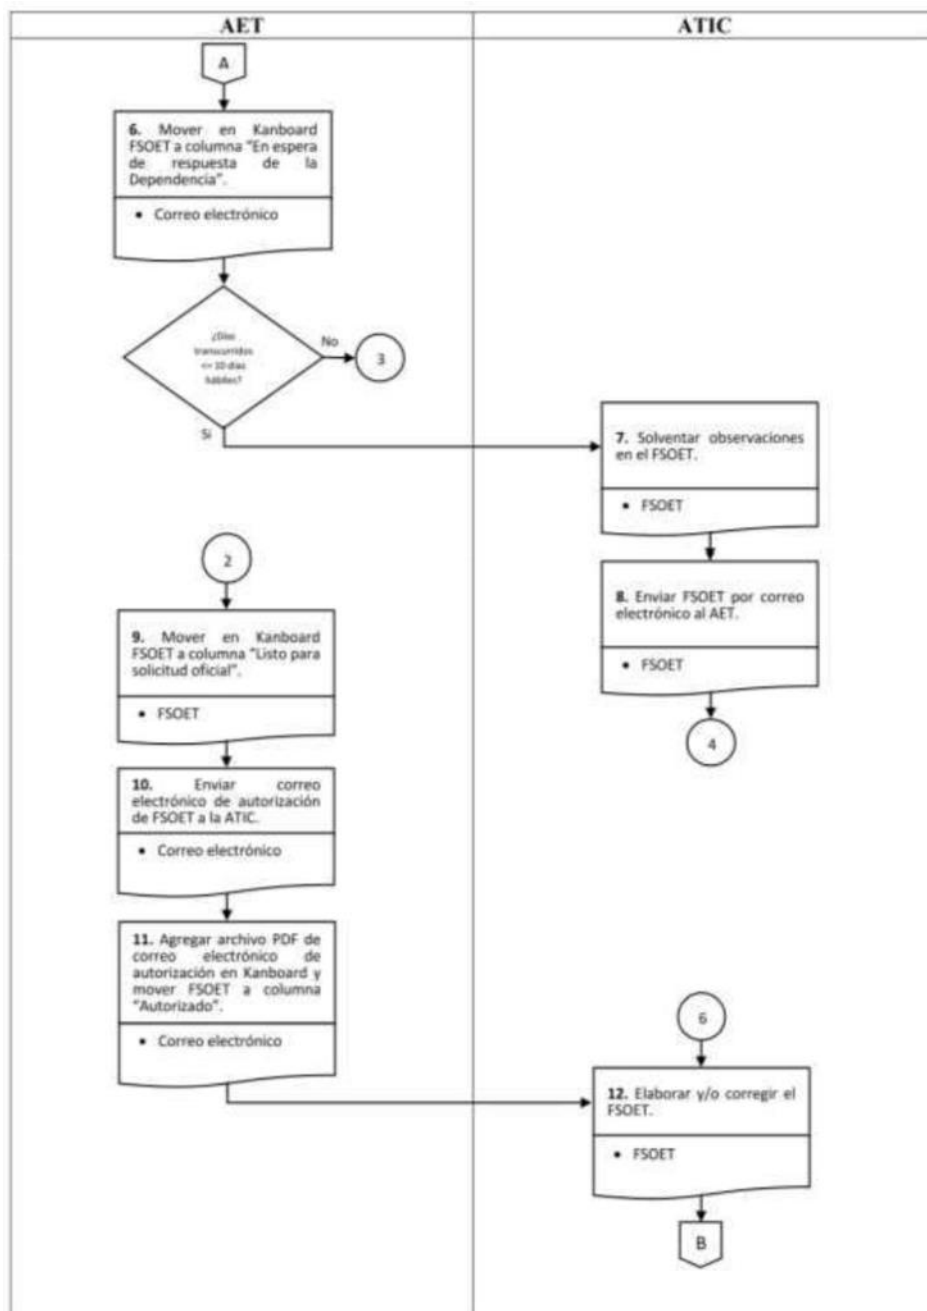 AET
ATIC
A
6. Mover en Kanboard
FSOET a columna "En espera
de respuesta de la
Dependencia".
• Correo electrónico
¿Días
transcurridos
<= 10 días
hábiles?
No
3
Si
7. Solventar observaciones
en el FSOET.
• FSOET
8. Enviar FSOET por correo
electrónico al AET.
• FSOET
4
2
9. Mover en Kanboard
FSOET a columna "Listo para
solicitud oficial".
• FSOET
10. Enviar correo
electrónico de autorización
de FSOET a la ATIC.
• Correo electrónico
11. Agregar archivo PDF de
correo electrónico de
autorización en Kanboard y
mover FSOET a columna
"Autorizado".
• Correo electrónico
6
12. Elaborar y/o corregir el
FSOET.
• FSOET
B